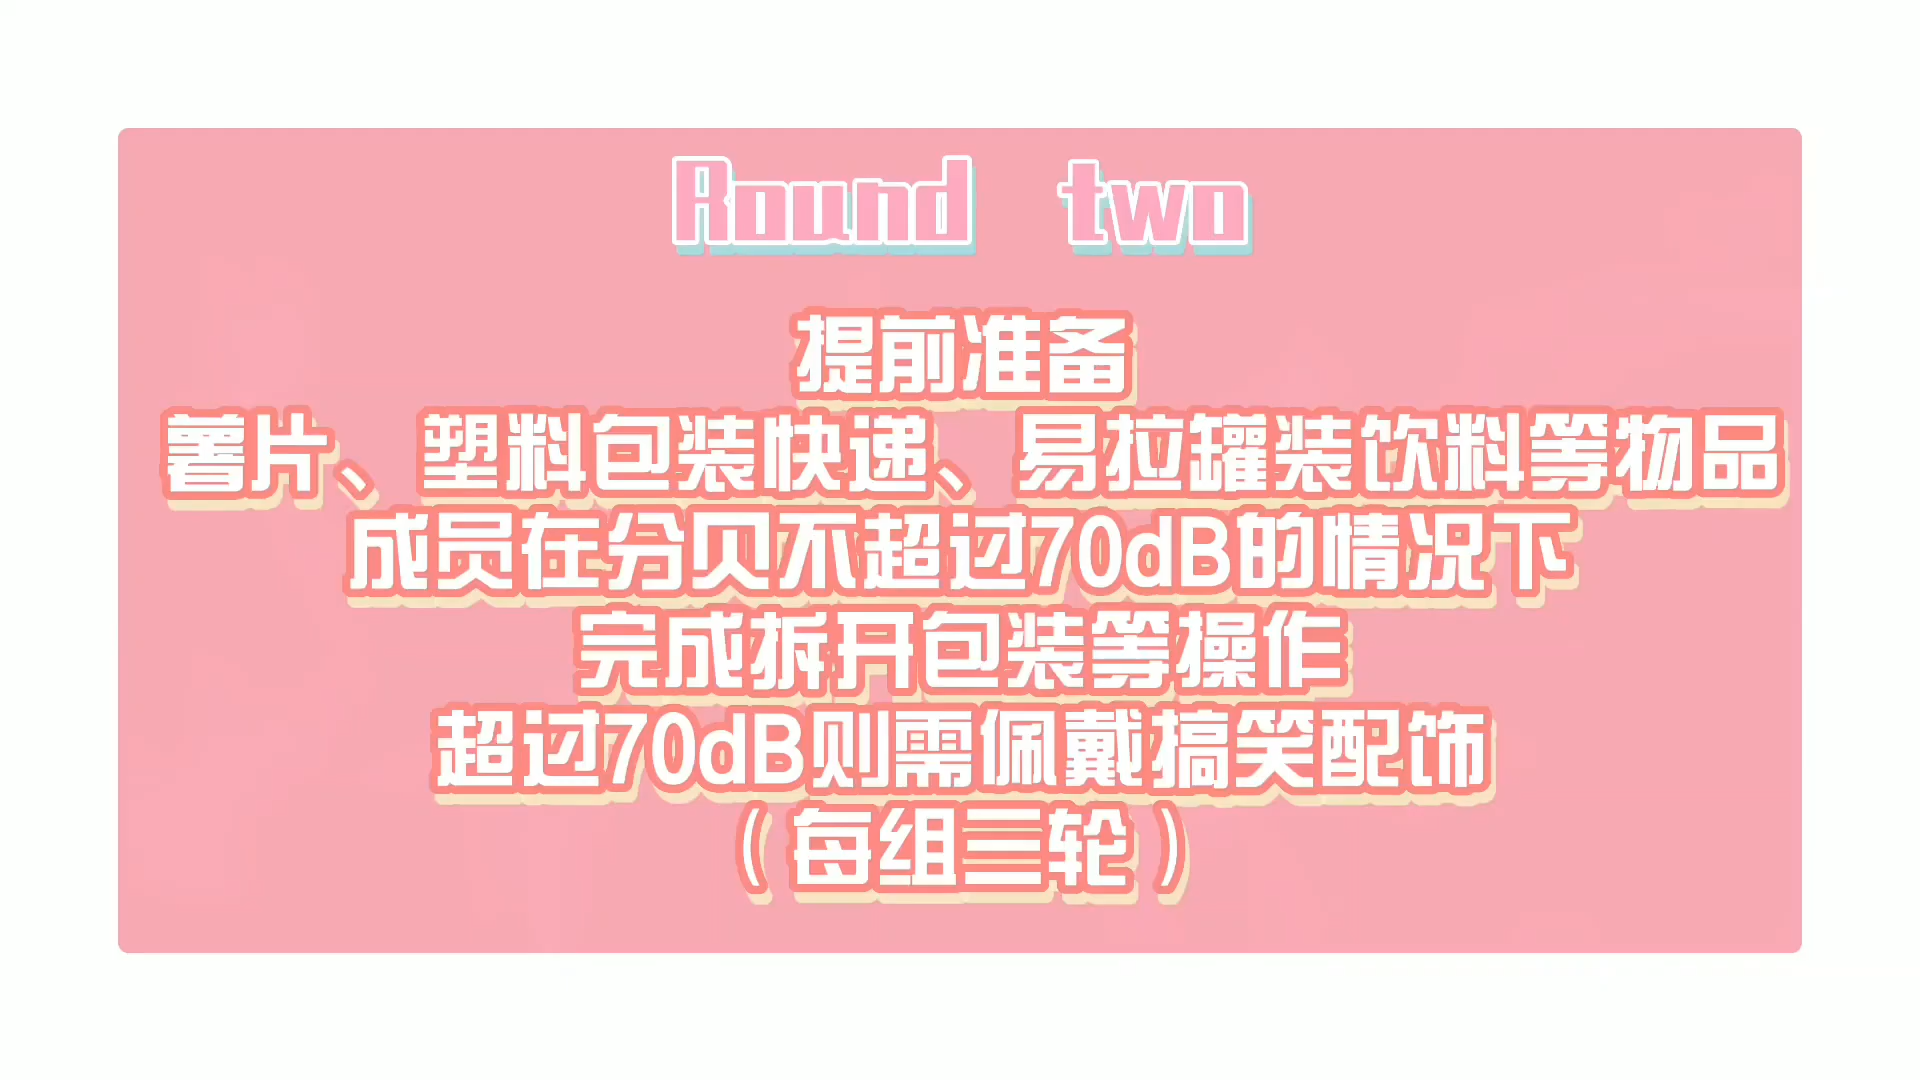 Round two
提前准备
薯片、塑料包装快递、易拉罐装饮料等物品
成员在分贝不超过70dB的情况下
完成拆开包装等操作
超过70dB则需佩戴搞笑配饰
（每组三轮）